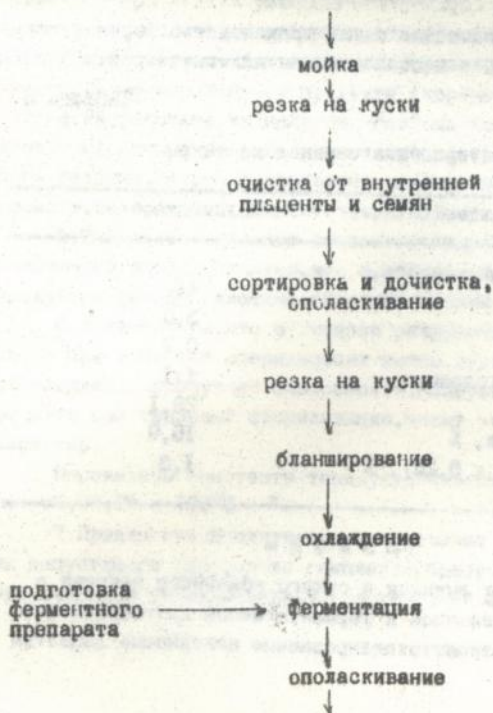 мойка
резка на куски
очистка от внутренней
плаценты и семян
сортировка и дочистка,
ополаскивание
резка на куски
бланширование
охлаждение
подготовка
ферментного
препарата
ферментация
ополаскивание